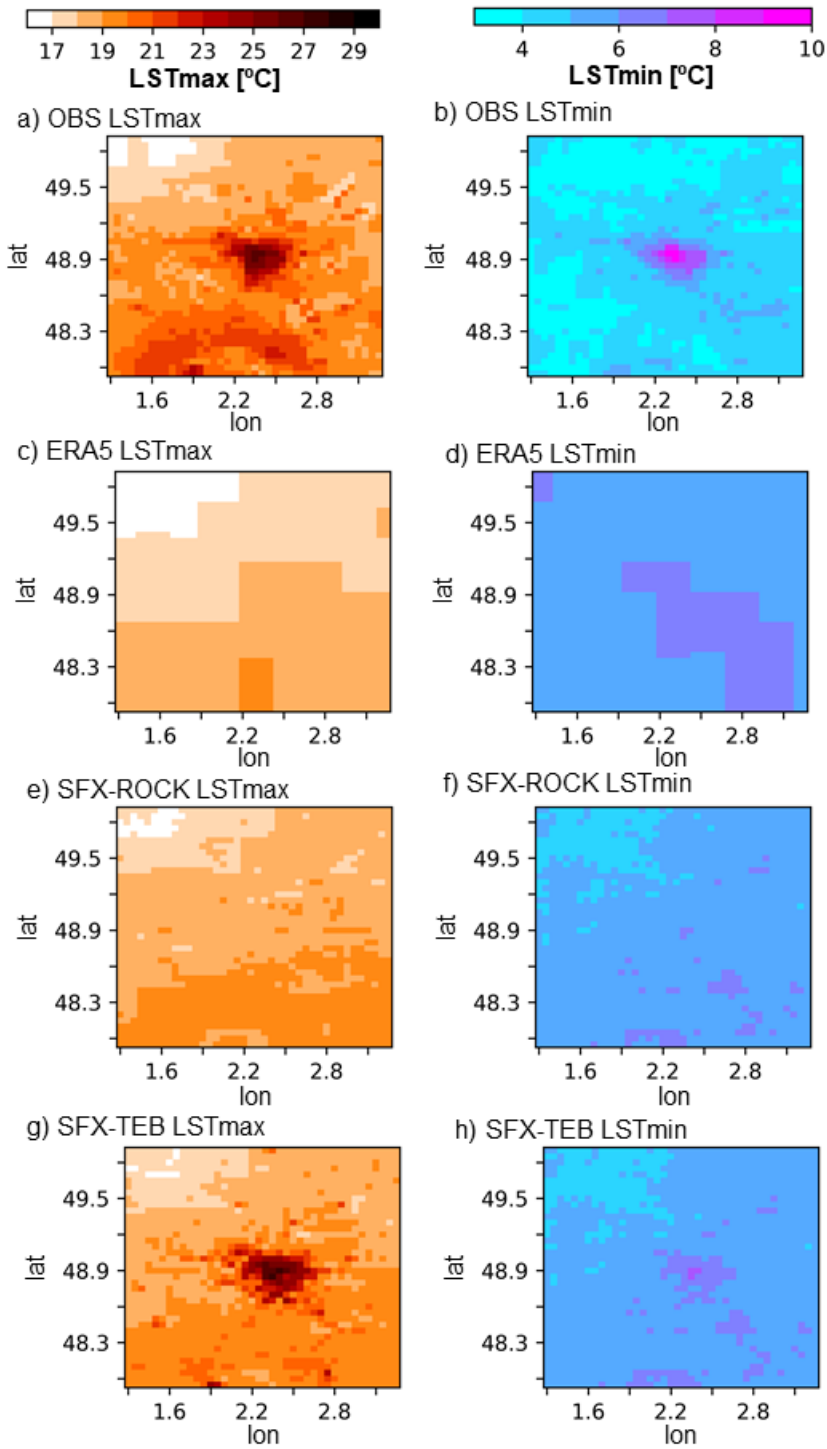 17 19 21 23 25 27 29
LSTmax [ºC]
4 6 8 10
LSTmin [ºC]
a) OBS LSTmax
49.5
48.9
48.3
lat
1.6 2.2 2.8
lon
b) OBS LSTmin
49.5
48.9
48.3
lat
1.6 2.2 2.8
lon
c) ERA5 LSTmax
49.5
48.9
48.3
lat
1.6 2.2 2.8
lon
d) ERA5 LSTmin
49.5
48.9
48.3
lat
1.6 2.2 2.8
lon
e) SFX-ROCK LSTmax
49.5
48.9
48.3
lat
1.6 2.2 2.8
lon
f) SFX-ROCK LSTmin
49.5
48.9
48.3
lat
1.6 2.2 2.8
lon
g) SFX-TEB LSTmax
49.5
48.9
48.3
lat
1.6 2.2 2.8
lon
h) SFX-TEB LSTmin
49.5
48.9
48.3
lat
1.6 2.2 2.8
lon